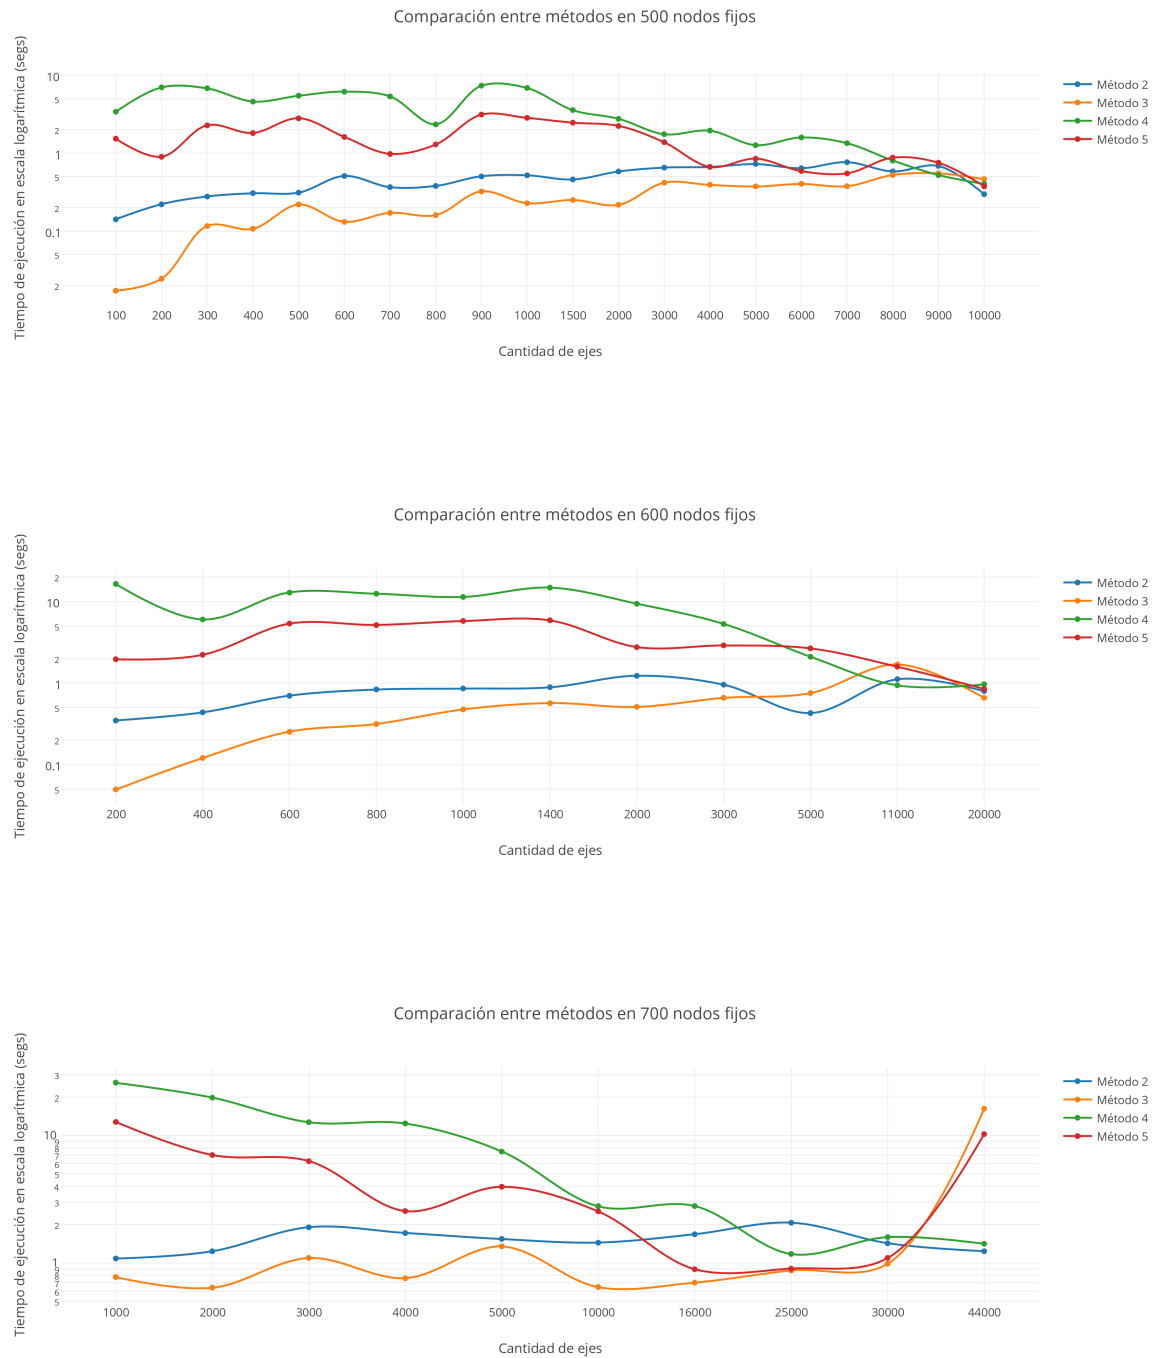 Comparación entre métodos en 500 nodos fijos
Tiempo de ejecución en escala logarítmica (segs)
10
5
2
1
5
2
0.1
5
2
100 200 300 400 500 600 700 800 900 1000 1500 2000 3000 4000 5000 6000 7000 8000 9000 10000
Cantidad de ejes
Método 2
Método 3
Método 4
Método 5
Comparación entre métodos en 600 nodos fijos
Tiempo de ejecución en escala logarítmica (segs)
2
10
5
2
1
5
2
0.1
5
200 400 600 800 1000 1400 2000 3000 5000 11000 20000
Cantidad de ejes
Método 2
Método 3
Método 4
Método 5
Comparación entre métodos en 700 nodos fijos
Tiempo de ejecución en escala logarítmica (segs)
3
2
10
9
8
7
6
5
4
3
2
1
9
8
7
6
5
1000 2000 3000 4000 5000 10000 16000 25000 30000 44000
Cantidad de ejes
Método 2
Método 3
Método 4
Método 5